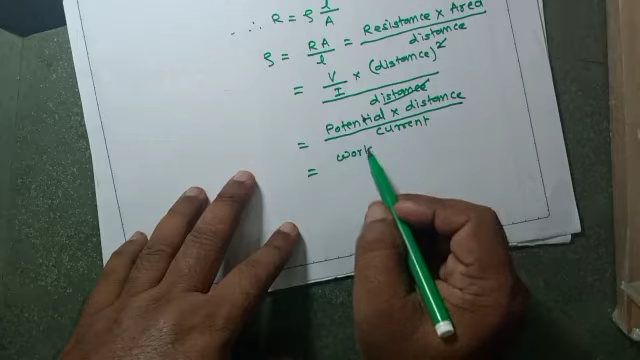 ∴ R = ρ l/A
ρ = RA/l = Resistance × Area/distance
= V/I × (distance)²/distance
= Potential × distance/current
= work